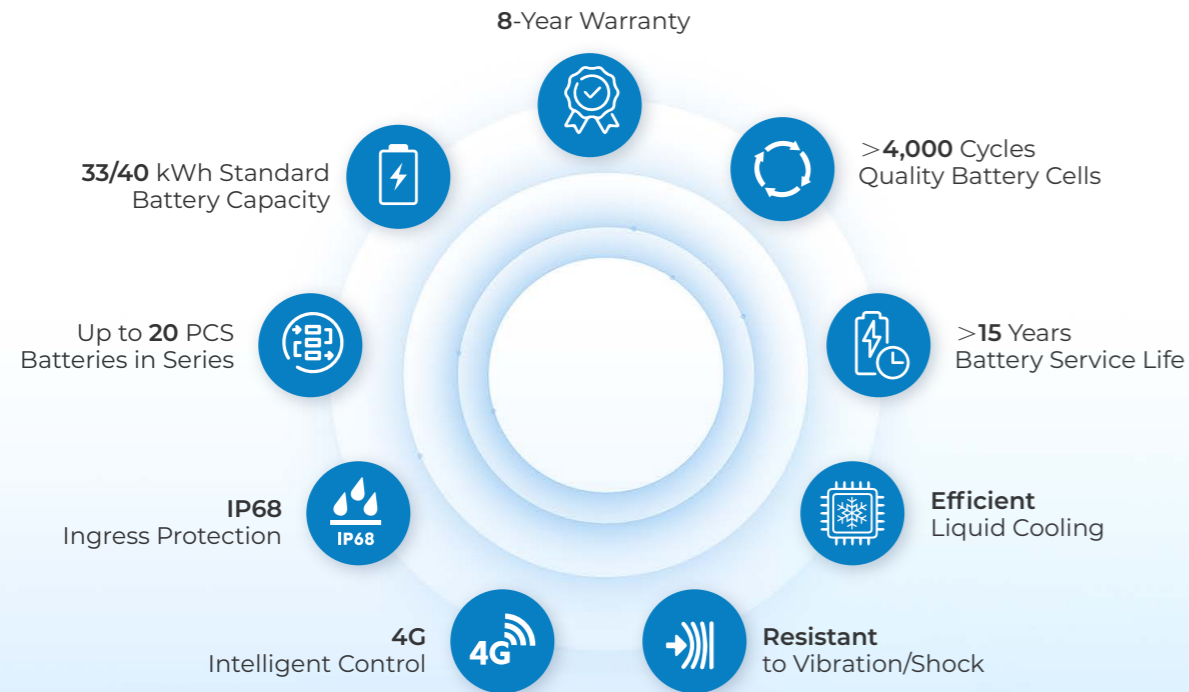 8-Year Warranty
>4,000 Cycles
Quality Battery Cells
>15 Years
Battery Service Life
Efficient
Liquid Cooling
Resistant
to Vibration/Shock
4G
4G
Intelligent Control
IP68
IP68
Ingress Protection
Up to 20 PCS
Batteries in Series
33/40 kWh Standard
Battery Capacity